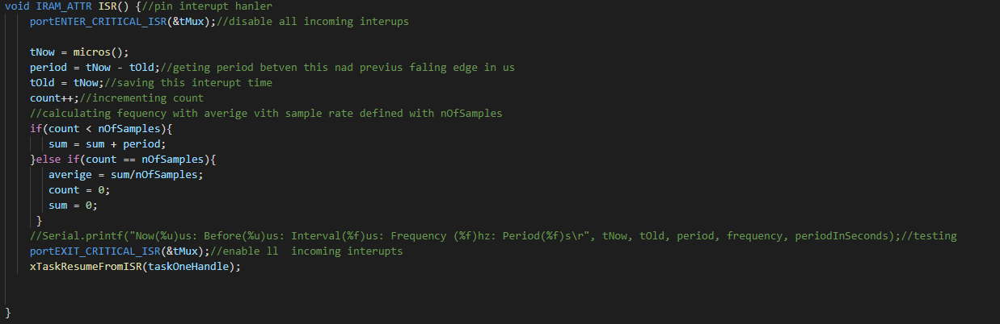 void IRAM_ATTR ISR() {//pin interupt hanler
portENTER_CRITICAL_ISR(&tMux);//disable all incoming interups
tNow = micros();
period = tNow - tOld;//geting period betven this nad previus faling edge in us
tOld = tNow;//saving this interupt time
count++;//incrementing count
//calculating fequency with averige vith sample rate defined with nOfSamples
if(count < nOfSamples){
sum = sum + period;
}else if(count == nOfSamples){
averige = sum/nOfSamples;
count = 0;
sum = 0;
}
//Serial.printf("Now(%u)us: Before(%u)us: Interval(%f)us: Frequency (%f)hz: Period(%f)s\r", tNow, tOld, period, frequency, periodInSeconds);//testing
portEXIT_CRITICAL_ISR(&tMux);//enable ll  incoming interupts
xTaskResumeFromISR(taskOneHandle);
}